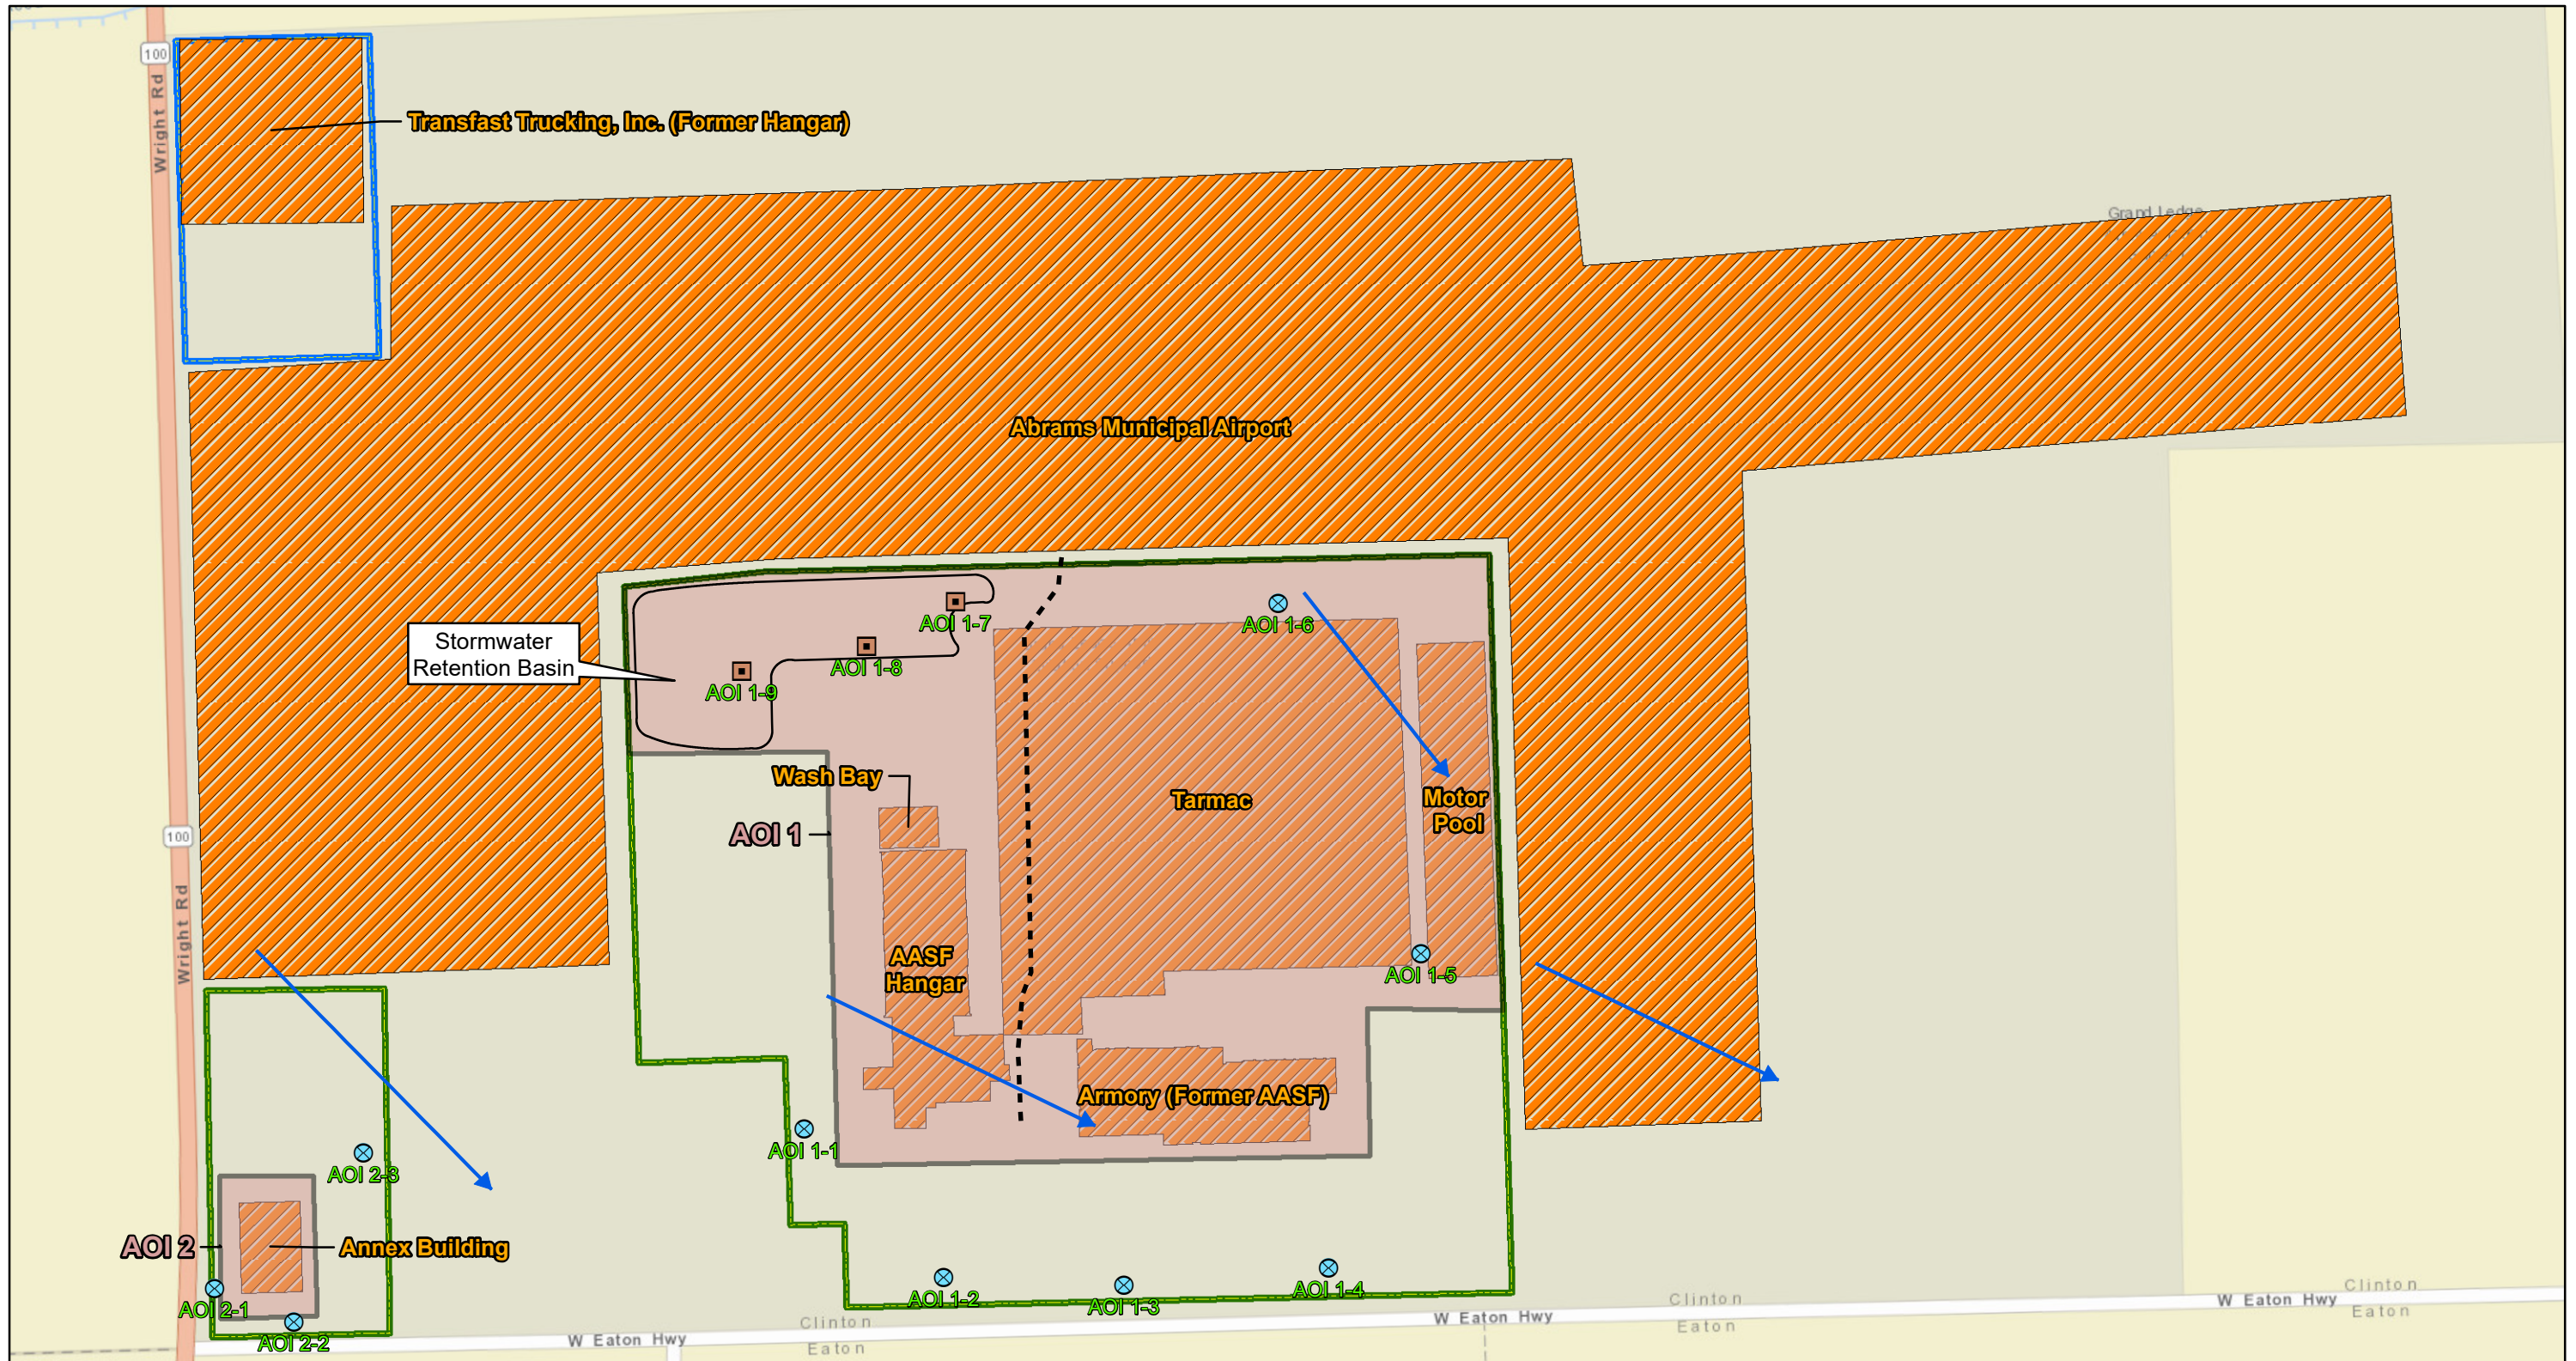 100
Wright Rd
Transfast Trucking, Inc. (Former Hangar)
Grand Ledge
Abrams Municipal Airport
Stormwater
Retention Basin
AOI 1-7
AOI 1-6
AOI 1-8
AOI 1-9
Wash Bay
Tarmac
Motor
Pool
AOI 1
100
Wright Rd
AASF
Hangar
AOI 1-5
Armory (Former AASF)
AOI 1-1
AOI 2-3
AOI 2
Annex Building
AOI 2-1
AOI 2-2
AOI 1-2
AOI 1-3
AOI 1-4
Clinton
Eaton
W Eaton Hwy
W Eaton Hwy
Clinton
Eaton
W Eaton Hwy
Clinton
Eaton